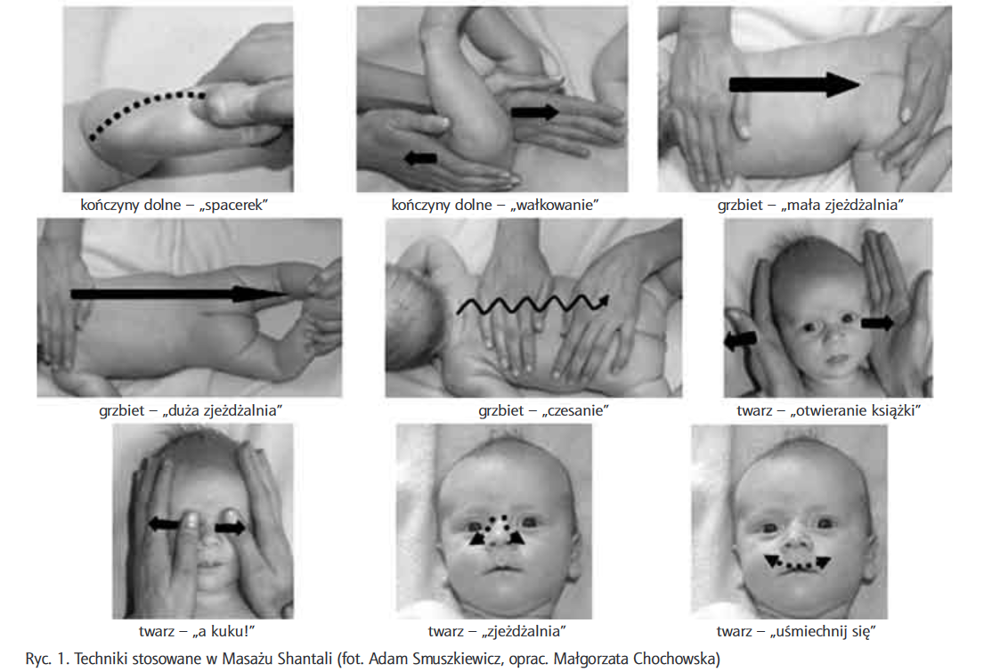 kończyny dolne – „spacerek”
kończyny dolne – „wałkowanie”
grzbiet – „mała zjeżdżalnia”
grzbiet – „duża zjeżdżalnia”
grzbiet – „czesanie”
twarz – „otwieranie książki”
twarz – „a kuku!”
twarz – „zjeżdżalnia”
twarz – „uśmiechnij się”
Ryc. 1. Techniki stosowane w Masażu Shantali (fot. Adam Smuszkiewicz, oprac. Małgorzata Chochowska)